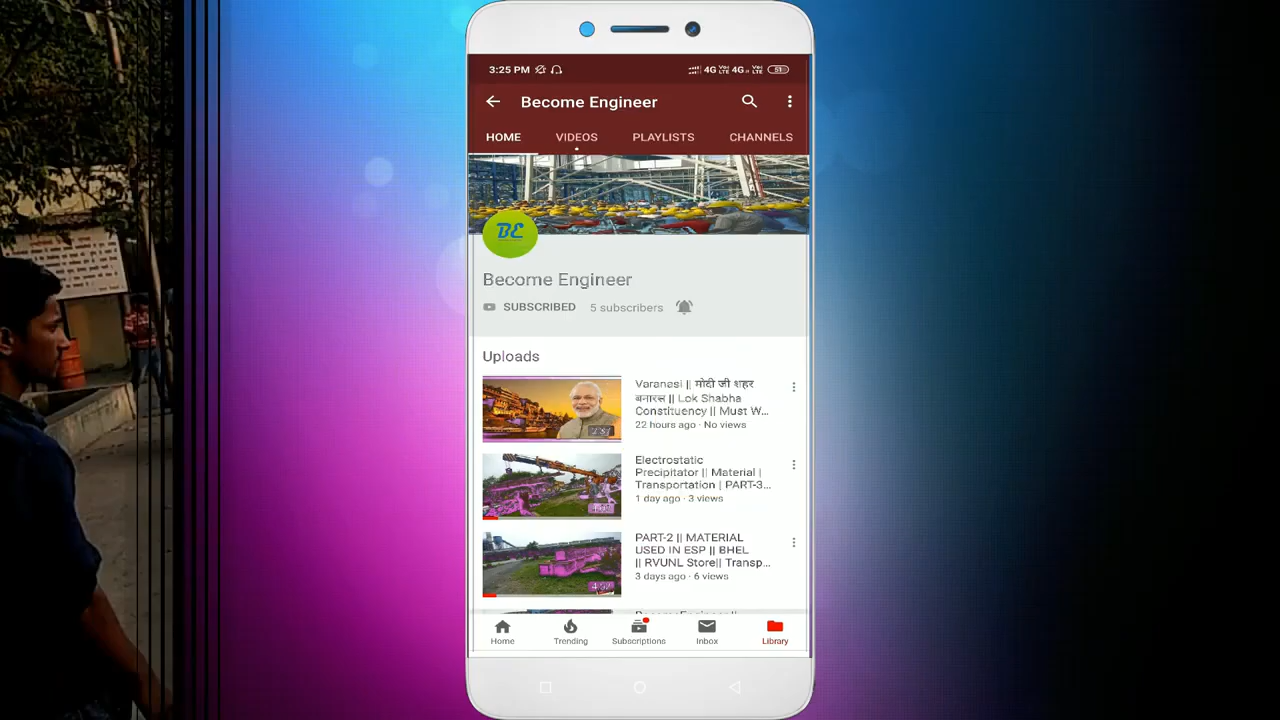 3:25 PM
4G VoLTE 4G VoLTE 51
Become Engineer
HOME VIDEOS PLAYLISTS CHANNELS
BE
Become Engineer
SUBSCRIBED 5 subscribers
Uploads
Varanasi || मोदी जी शहर
बनारस || Lok Shabha
Constituency || Must W...
22 hours ago · No views
Electrostatic
Precipitator || Material |
Transportation | PART-3...
1 day ago · 3 views
PART-2 || MATERIAL
USED IN ESP || BHEL
|| RVUNL Store|| Transp...
3 days ago · 6 views
Home Trending Subscriptions Inbox Library